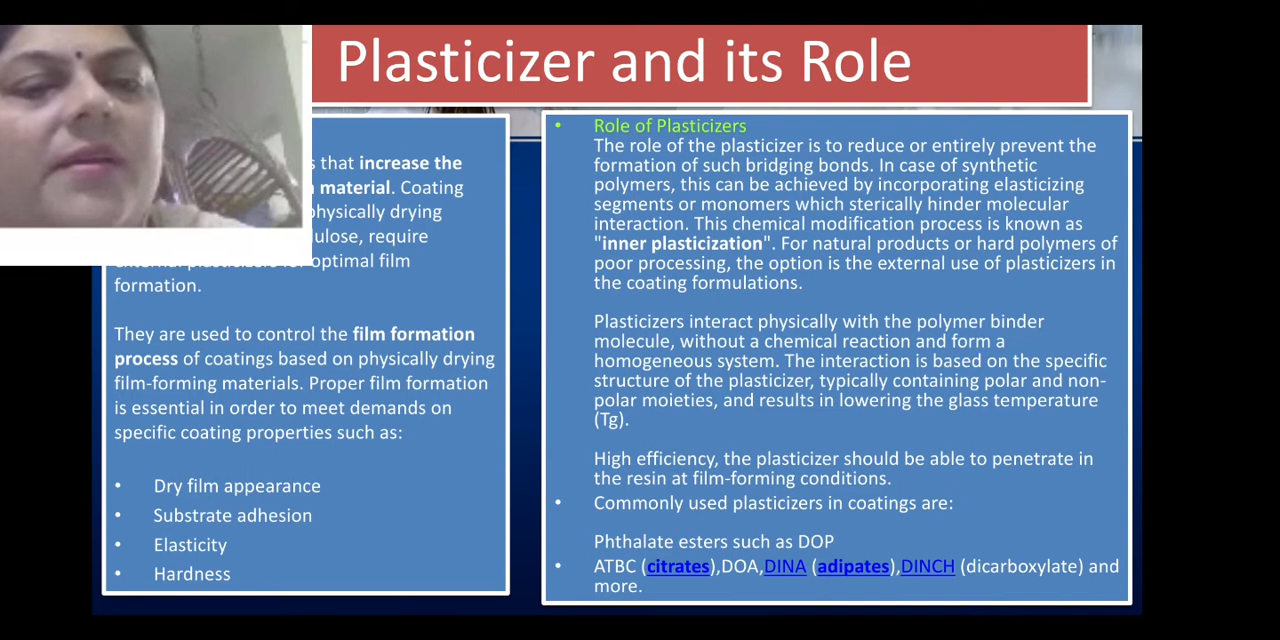 Plasticizer and its Role
that increase the
material. Coating
physically drying
require
optimal film
formation.
They are used to control the film formation
process of coatings based on physically drying
film-forming materials. Proper film formation
is essential in order to meet demands on
specific coating properties such as:
• Dry film appearance
• Substrate adhesion
• Elasticity
• Hardness
• Role of Plasticizers
The role of the plasticizer is to reduce or entirely prevent the
formation of such bridging bonds. In case of synthetic
polymers, this can be achieved by incorporating elasticizing
segments or monomers which sterically hinder molecular
interaction. This chemical modification process is known as
"inner plasticization". For natural products or hard polymers of
poor processing, the option is the external use of plasticizers in
the coating formulations.
Plasticizers interact physically with the polymer binder
molecule, without a chemical reaction and form a
homogeneous system. The interaction is based on the specific
structure of the plasticizer, typically containing polar and non-
polar moieties, and results in lowering the glass temperature
(Tg).
High efficiency, the plasticizer should be able to penetrate in
the resin at film-forming conditions.
• Commonly used plasticizers in coatings are:
Phthalate esters such as DOP
• ATBC (citrates),DOA,DINA (adipates),DINCH (dicarboxylate) and
more.